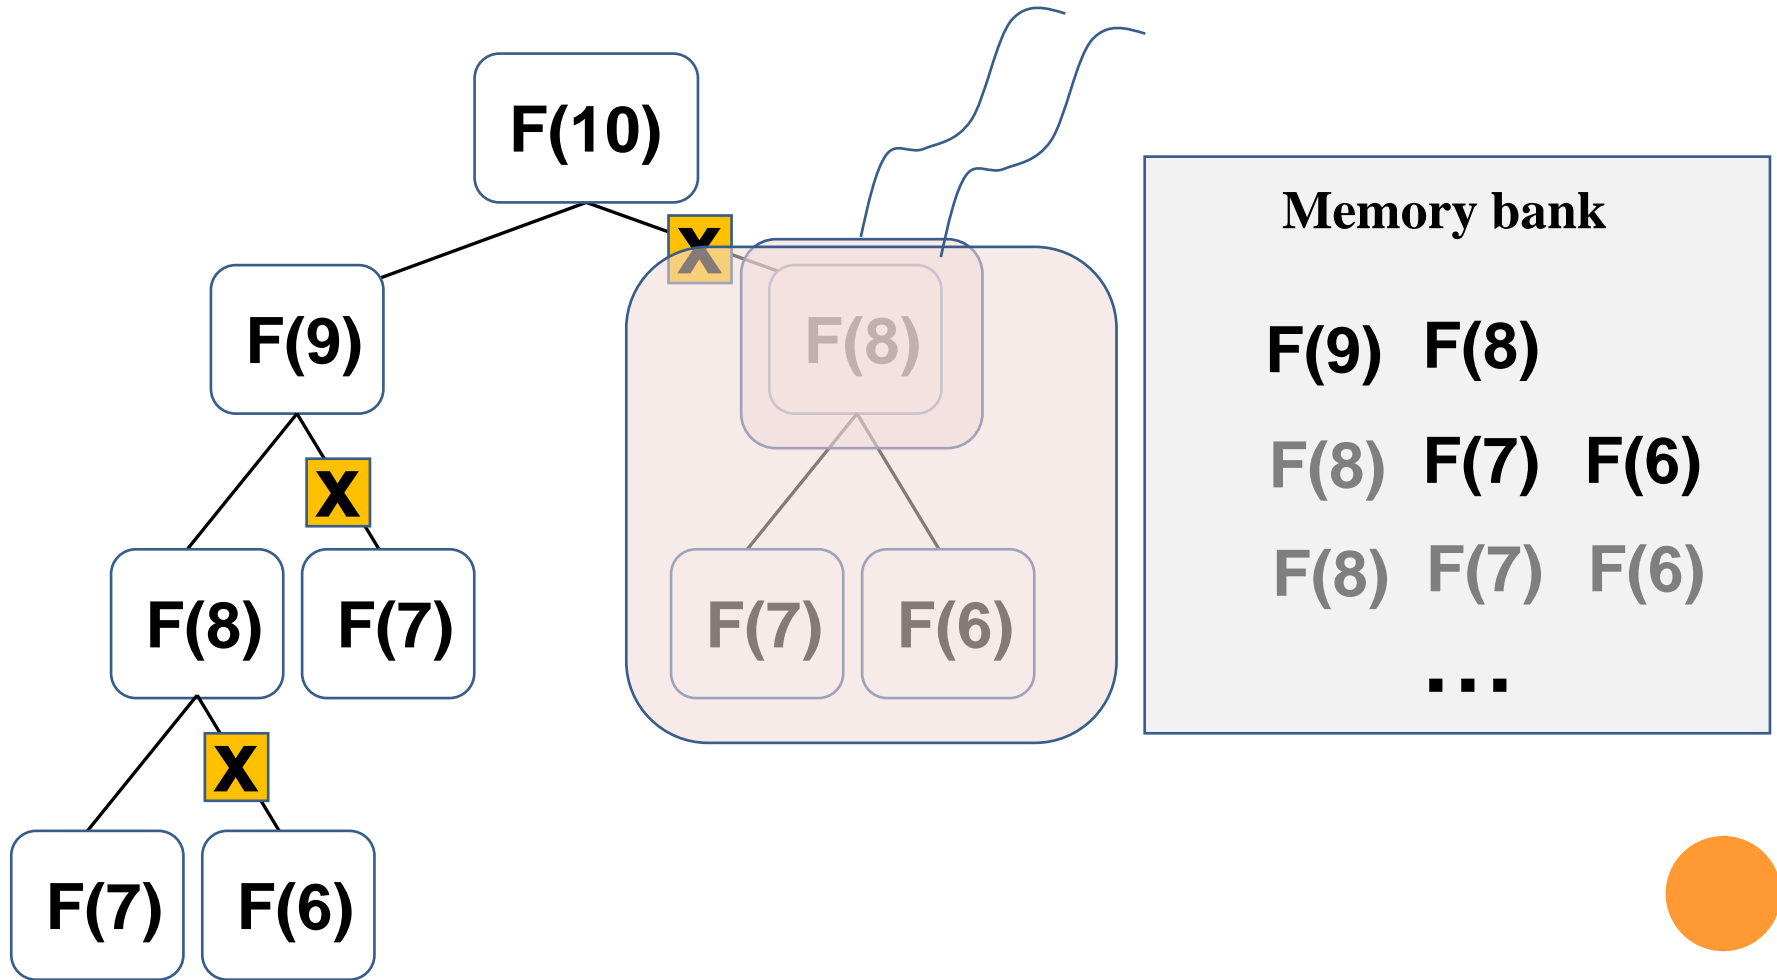 F(10)
X
Memory bank
F(9) F(8)
F(9) F(8)
X
F(8) F(7) F(6)
F(8) F(7) F(7) F(6)
F(8) F(7) F(6)
...
X
F(7) F(6)